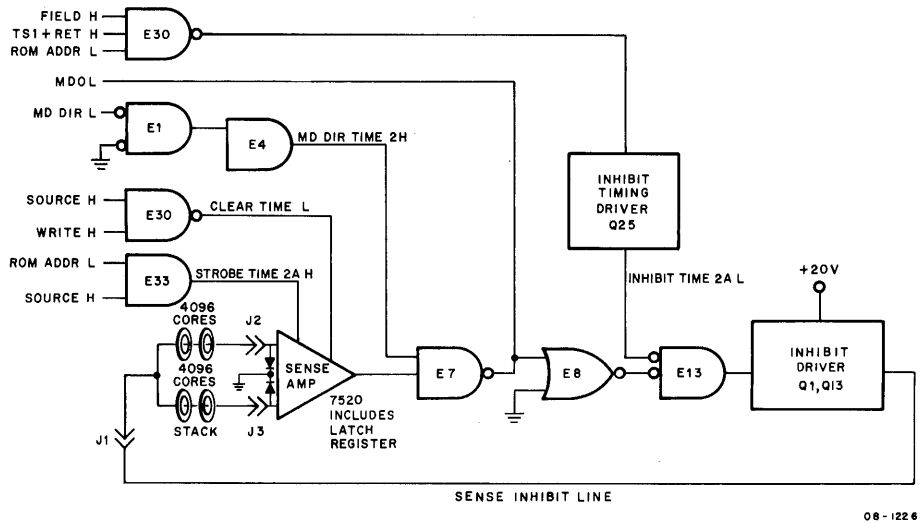 FIELD H
TS1+RET H
ROM ADDR L
E30
MDOL
MD DIR L
E1
E4
MD DIR TIME 2H
INHIBIT
TIMING
DRIVER
Q25
SOURCE H
WRITE H
E30
CLEAR TIME L
ROM ADDR L
SOURCE H
E33
STROBE TIME 2A H
INHIBIT TIME 2A L
+20V
4096
CORES
J2
4096
CORES
STACK
J3
J1
SENSE
AMP
7520
INCLUDES
LATCH
REGISTER
E7
E8
E13
INHIBIT
DRIVER
Q1,Q13
SENSE INHIBIT LINE
08-1226